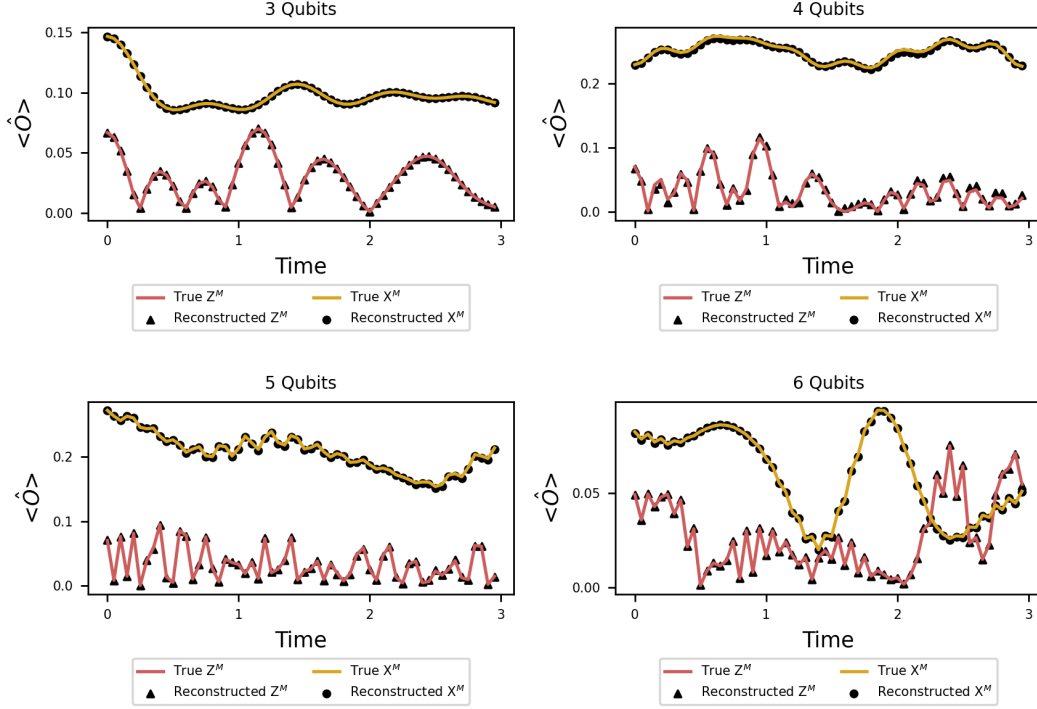 3 Qubits
0.15
0.10
0.05
0.00
<Ô>
0 1 2 3
Time
True Z^M True X^M
Reconstructed Z^M Reconstructed X^M
4 Qubits
0.2
0.1
0.0
<Ô>
0 1 2 3
Time
True Z^M True X^M
Reconstructed Z^M Reconstructed X^M
5 Qubits
0.2
0.1
0.0
<Ô>
0 1 2 3
Time
True Z^M True X^M
Reconstructed Z^M Reconstructed X^M
6 Qubits
0.05
0.00
<Ô>
0 1 2 3
Time
True Z^M True X^M
Reconstructed Z^M Reconstructed X^M